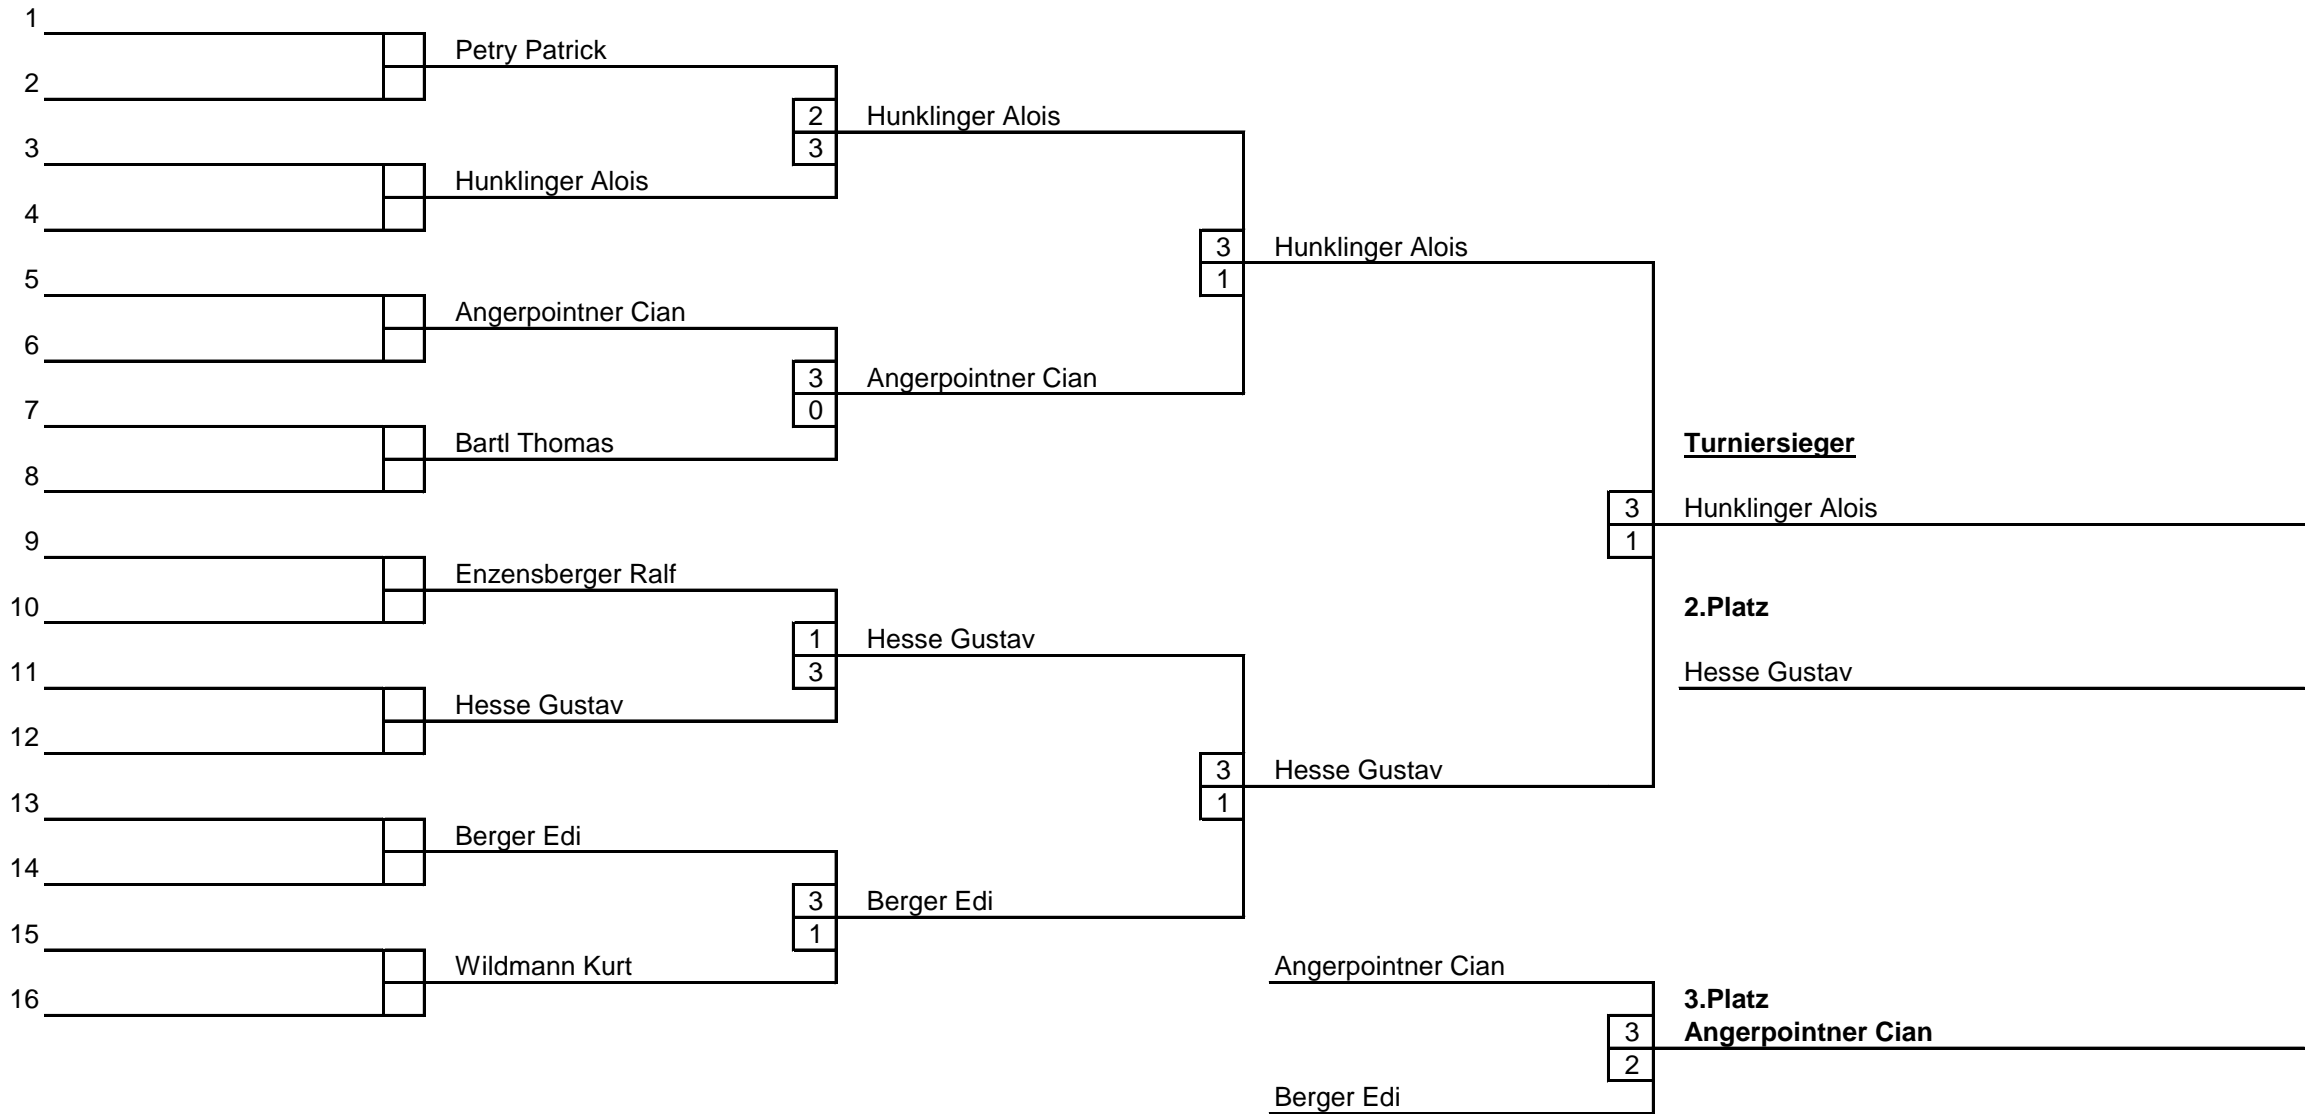 1
Petry Patrick
2
2
Hunklinger Alois
3
3
Hunklinger Alois
4
3
Hunklinger Alois
1
5
Angerpointner Cian
6
3
Angerpointner Cian
0
7
Bartl Thomas
8
Turniersieger
3
Hunklinger Alois
1
9
Enzensberger Ralf
10
2.Platz
1
Hesse Gustav
3
11
Hesse Gustav
Hesse Gustav
12
3
Hesse Gustav
1
13
Berger Edi
14
3
Berger Edi
1
15
Wildmann Kurt
16
Angerpointner Cian
3.Platz
3
Angerpointner Cian
2
Berger Edi